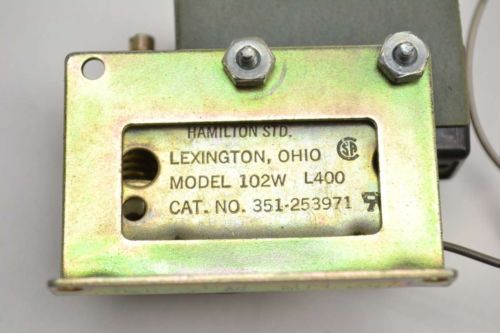 HAMILTON STD.
LEXINGTON, OHIO
MODEL 102W L400
CAT. NO. 351-253971